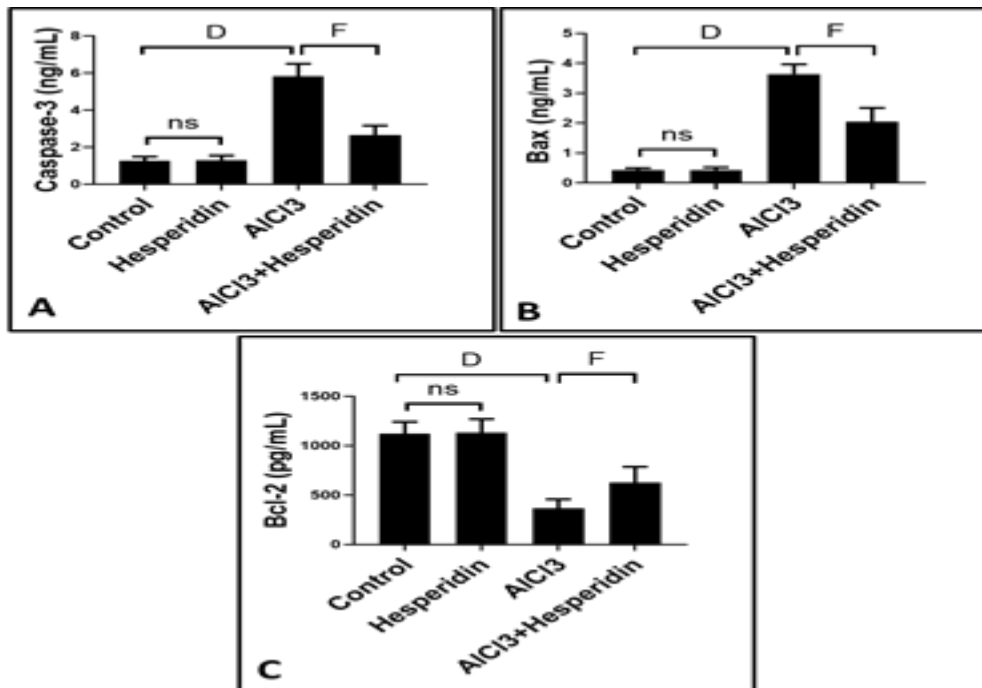 D
F
ns
Caspase-3 (ng/mL)
8
6
4
2
0
Control
Hesperidin
AlCl3
AlCl3+Hesperidin
A
D
F
ns
Bax (ng/mL)
5
4
3
2
1
0
Control
Hesperidin
AlCl3
AlCl3+Hesperidin
B
D
F
ns
Bcl-2 (pg/mL)
1500
1000
500
0
Control
Hesperidin
AlCl3
AlCl3+Hesperidin
C